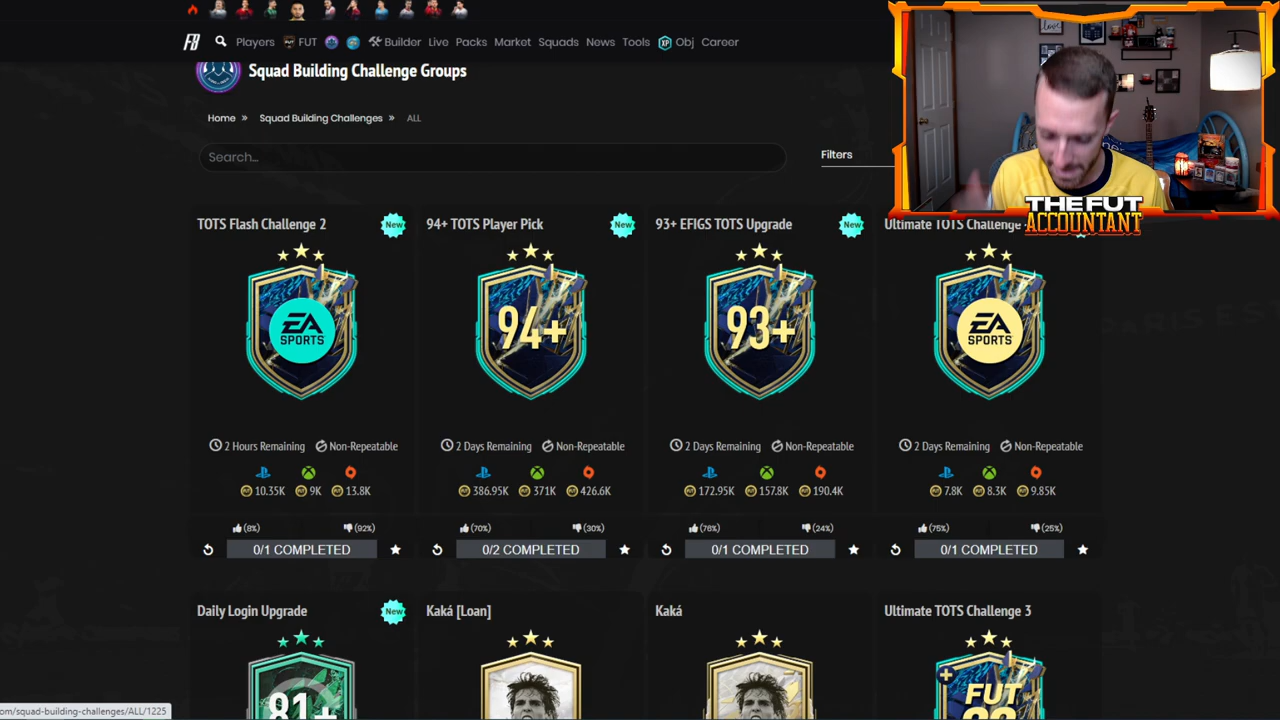 Players FUT Builder Live Packs Market Squads News Tools XP Obj Career
Squad Building Challenge Groups
Home » Squad Building Challenges » ALL
Search...
Filters
THE FUT
ACCOUNTANT
TOTS Flash Challenge 2 New
94+ TOTS Player Pick New
93+ EFIGS TOTS Upgrade New
Ultimate TOTS Challenge
EA SPORTS
94+
93+
EA SPORTS
2 Hours Remaining Non-Repeatable
2 Days Remaining Non-Repeatable
2 Days Remaining Non-Repeatable
2 Days Remaining Non-Repeatable
10.35K 9K 13.8K
386.95K 371K 426.6K
172.95K 157.8K 190.4K
7.8K 8.3K 9.85K
(8%) (92%)
(70%) (30%)
(76%) (24%)
(75%) (25%)
0/1 COMPLETED
0/2 COMPLETED
0/1 COMPLETED
0/1 COMPLETED
Daily Login Upgrade New
Kaká [Loan]
Kaká
Ultimate TOTS Challenge 3
81+
FUT
om/squad-building-challenges/ALL/1225